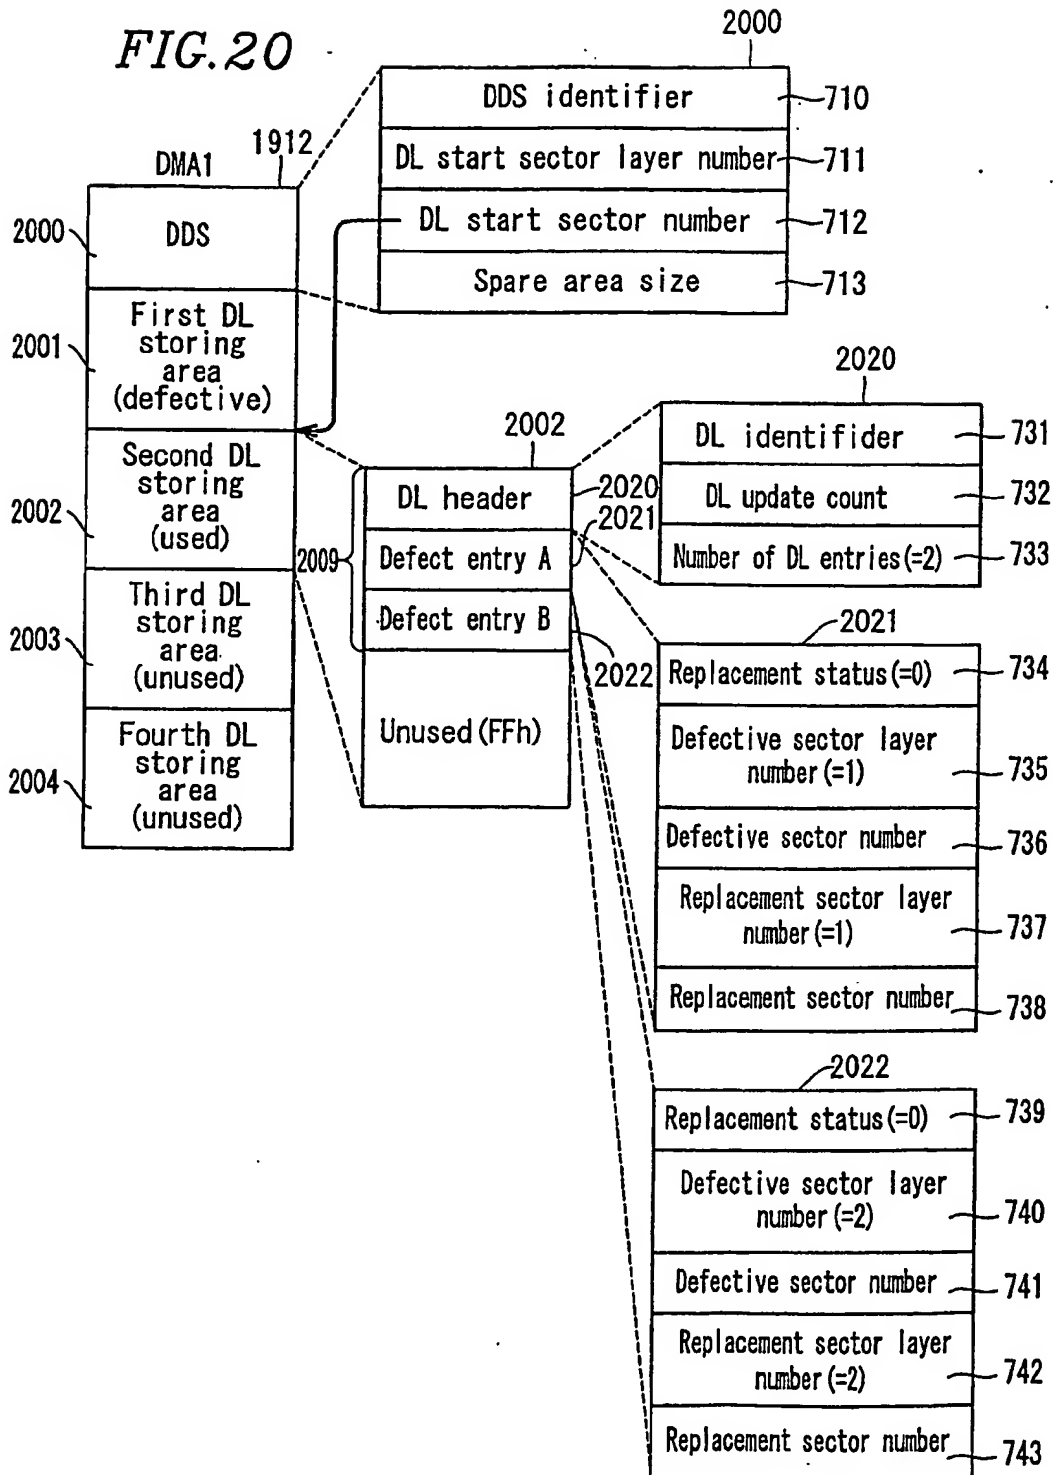 FIG.20
2000
DDS identifier
710
DL start sector layer number
711
DL start sector number
712
Spare area size
713
DMA1
1912
2000
DDS
2001
First DL
storing
area
(defective)
2002
Second DL
storing
area
(used)
2003
Third DL
storing
area
(unused)
2004
Fourth DL
storing
area
(unused)
2002
2009
DL header
2020
2021
Defect entry A
Defect entry B
2022
Unused(FFh)
2020
DL identifider
731
DL update count
732
Number of DL entries(=2)
733
2021
Replacement status(=0)
734
Defective sector layer
number(=1)
735
Defective sector number
736
Replacement sector layer
number(=1)
737
Replacement sector number
738
2022
Replacement status(=0)
739
Defective sector layer
number(=2)
740
Defective sector number
741
Replacement sector layer
number(=2)
742
Replacement sector number
743